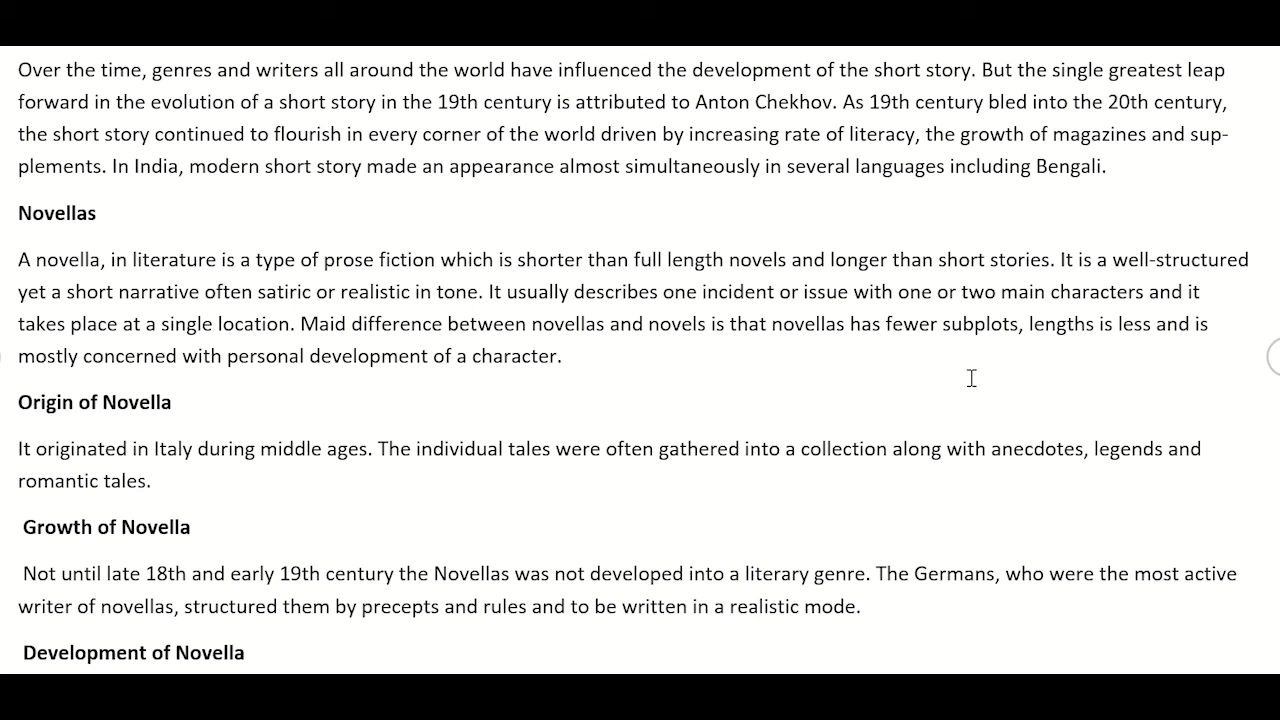 Over the time, genres and writers all around the world have influenced the development of the short story. But the single greatest leap
forward in the evolution of a short story in the 19th century is attributed to Anton Chekhov. As 19th century bled into the 20th century,
the short story continued to flourish in every corner of the world driven by increasing rate of literacy, the growth of magazines and sup-
plements. In India, modern short story made an appearance almost simultaneously in several languages including Bengali.
Novellas
A novella, in literature is a type of prose fiction which is shorter than full length novels and longer than short stories. It is a well-structured
yet a short narrative often satiric or realistic in tone. It usually describes one incident or issue with one or two main characters and it
takes place at a single location. Maid difference between novellas and novels is that novellas has fewer subplots, lengths is less and is
mostly concerned with personal development of a character.
Origin of Novella
It originated in Italy during middle ages. The individual tales were often gathered into a collection along with anecdotes, legends and
romantic tales.
Growth of Novella
Not until late 18th and early 19th century the Novellas was not developed into a literary genre. The Germans, who were the most active
writer of novellas, structured them by precepts and rules and to be written in a realistic mode.
Development of Novella